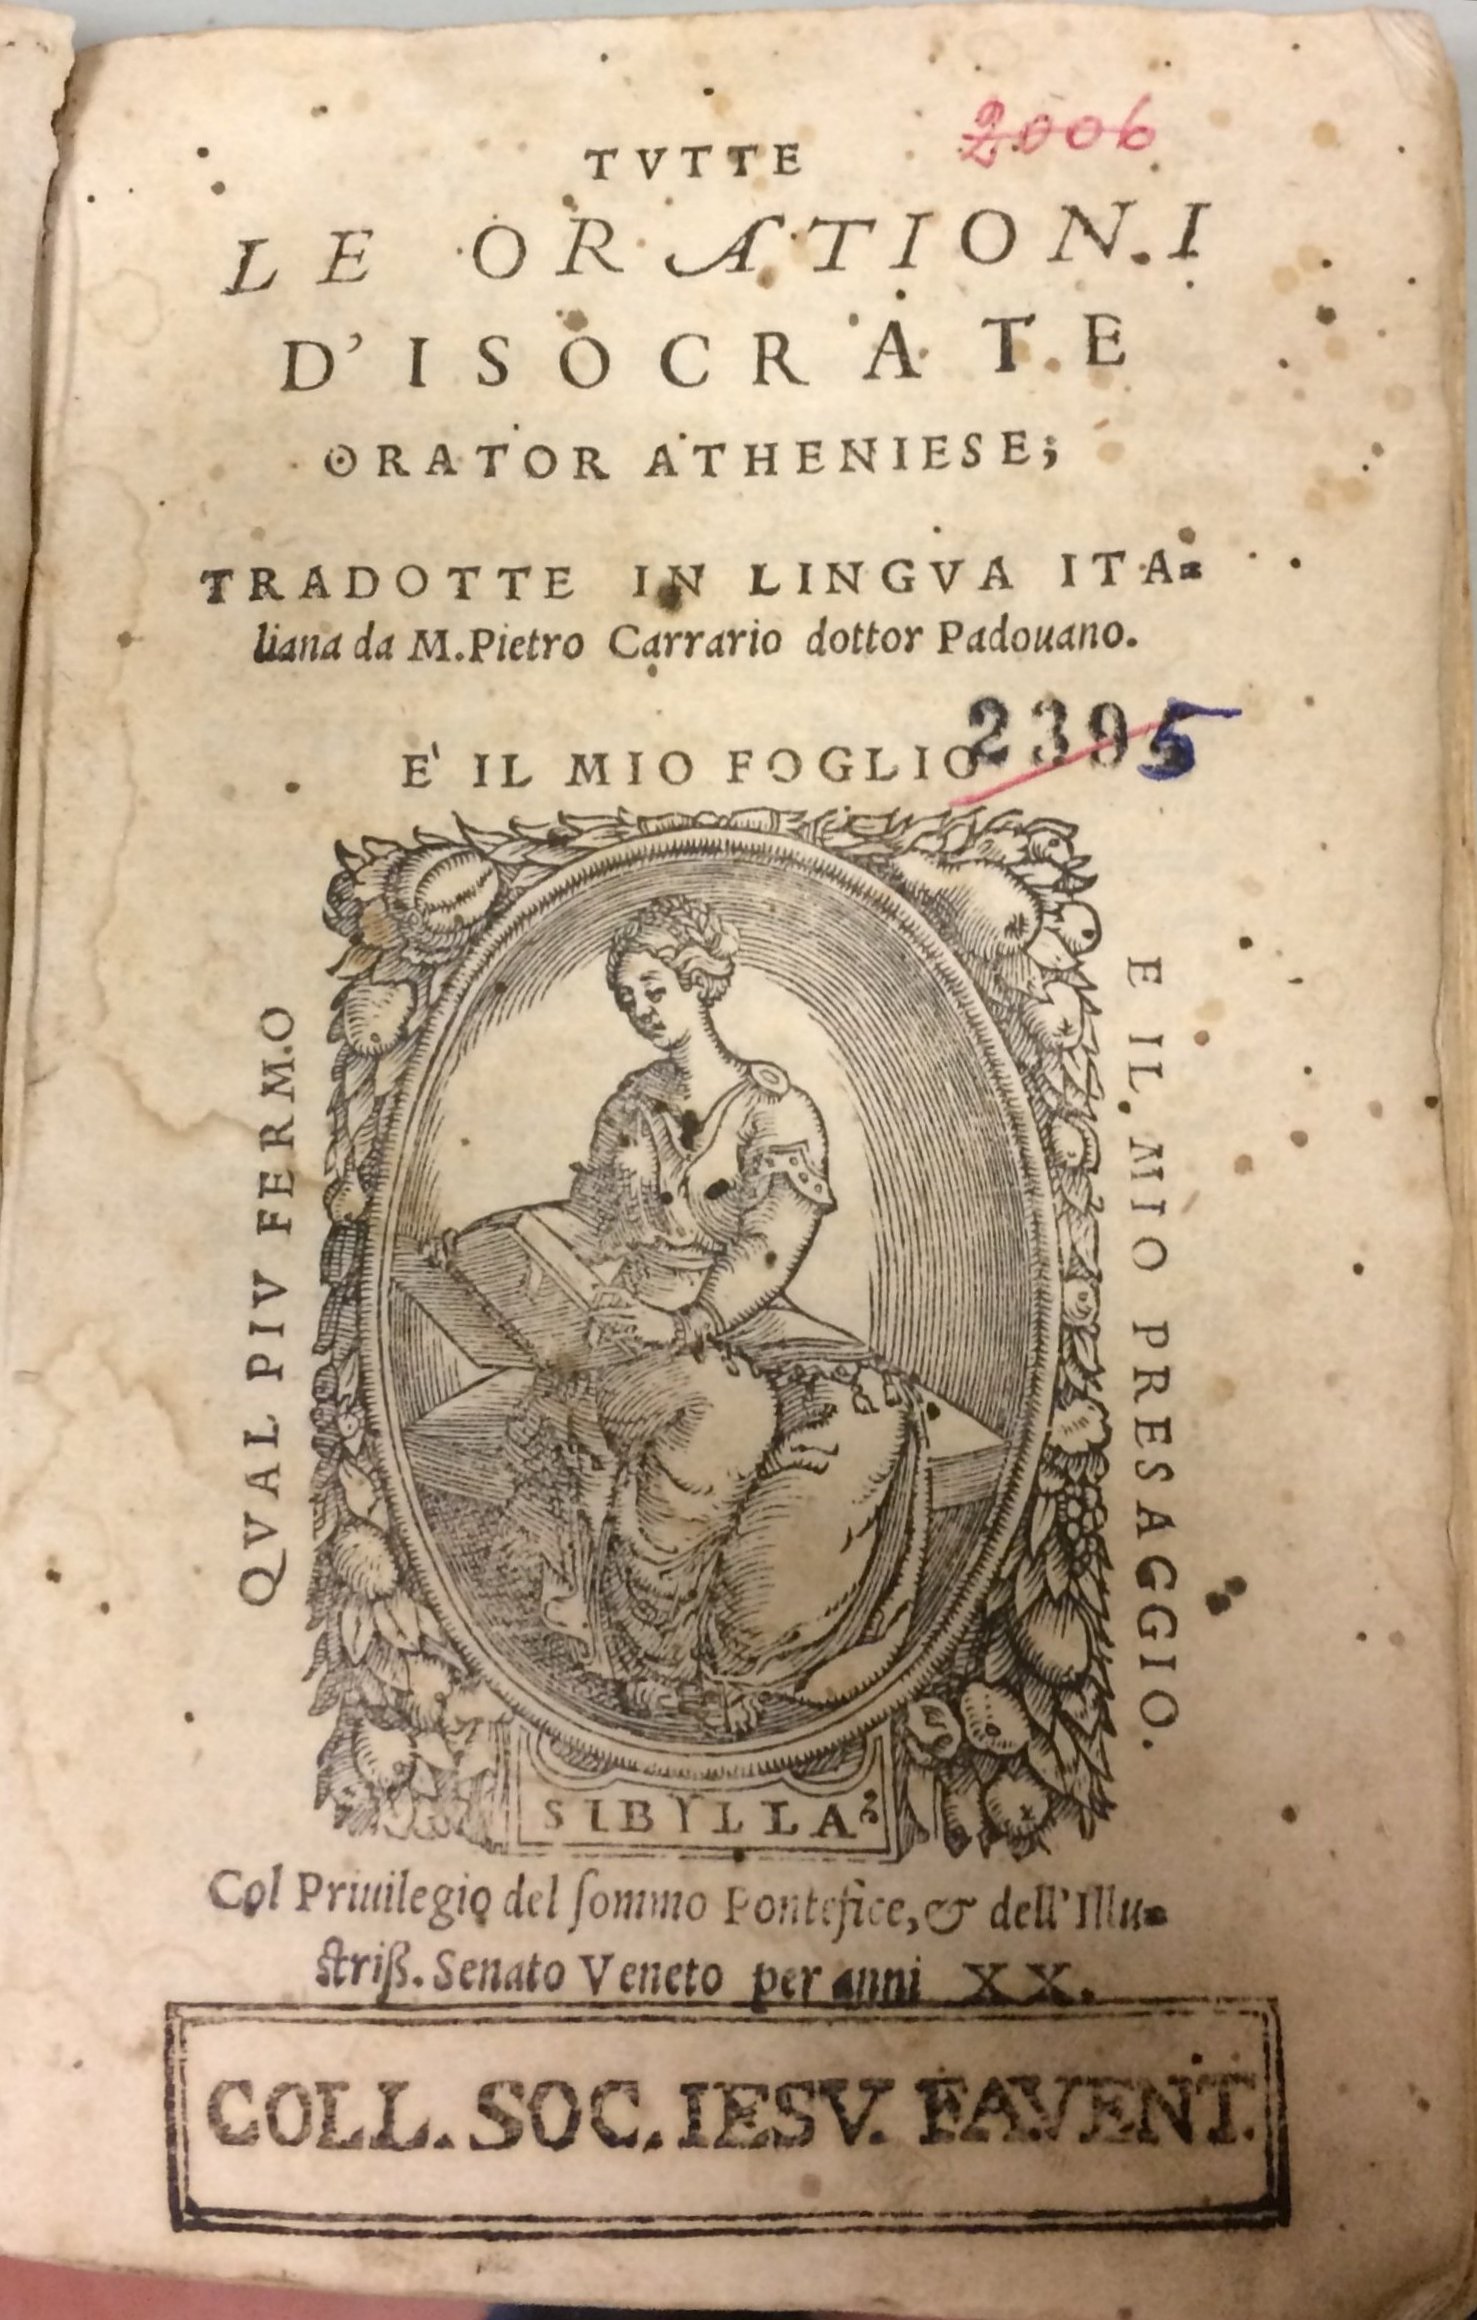 2006
TVTTE
LE ORATIONI
D'ISOCRATE
ORATOR ATHENIESE;
TRADOTTE IN LINGVA ITA=
liana da M. Pietro Carrario dottor Padouano.
2395
E' IL MIO FOGLIO
QVAL PIV FERMO
E IL MIO PRESAGGIO.
SIBYLLA
Col Priuilegio del ſommo Pontefice, & dell'Illu=
ſtriß. Senato Veneto per anni XX.
COLL. SOC. IESV. FAVENT.